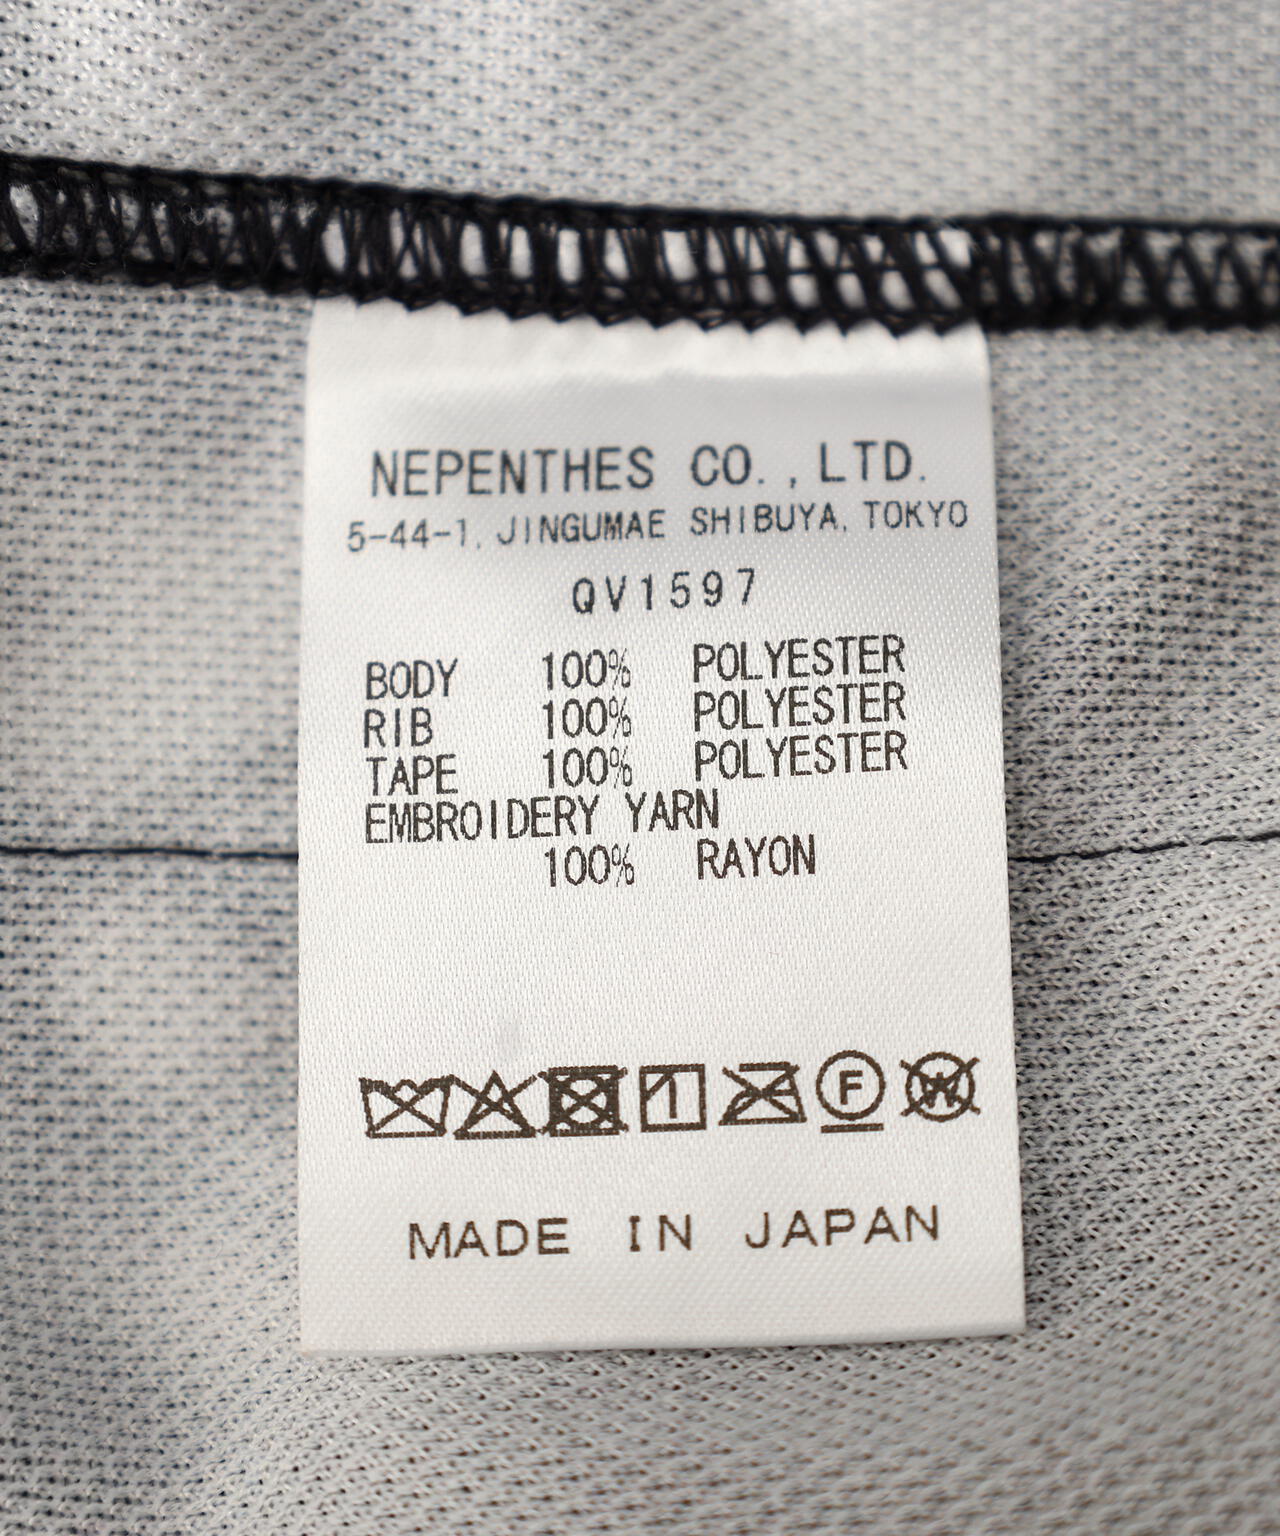 NEPENTHES CO.,LTD.
5-44-1, JINGUMAE SHIBUYA, TOKYO
QV1597
BODY 100% POLYESTER
RIB 100% POLYESTER
TAPE 100% POLYESTER
EMBROIDERY YARN
100% RAYON
F W
MADE IN JAPAN